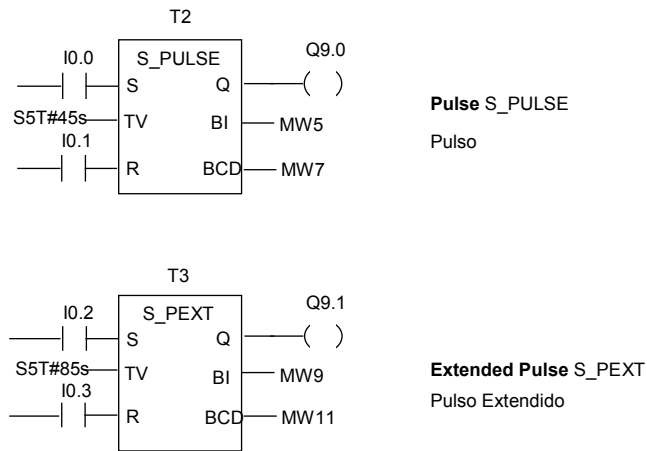 T2
I0.0
S_PULSE
Q9.0
S
Q
( )
S5T#45s
TV
BI
MW5
I0.1
R
BCD
MW7
Pulse S_PULSE
Pulso
T3
I0.2
S_PEXT
Q9.1
S
Q
( )
S5T#85s
TV
BI
MW9
I0.3
R
BCD
MW11
Extended Pulse S_PEXT
Pulso Extendido